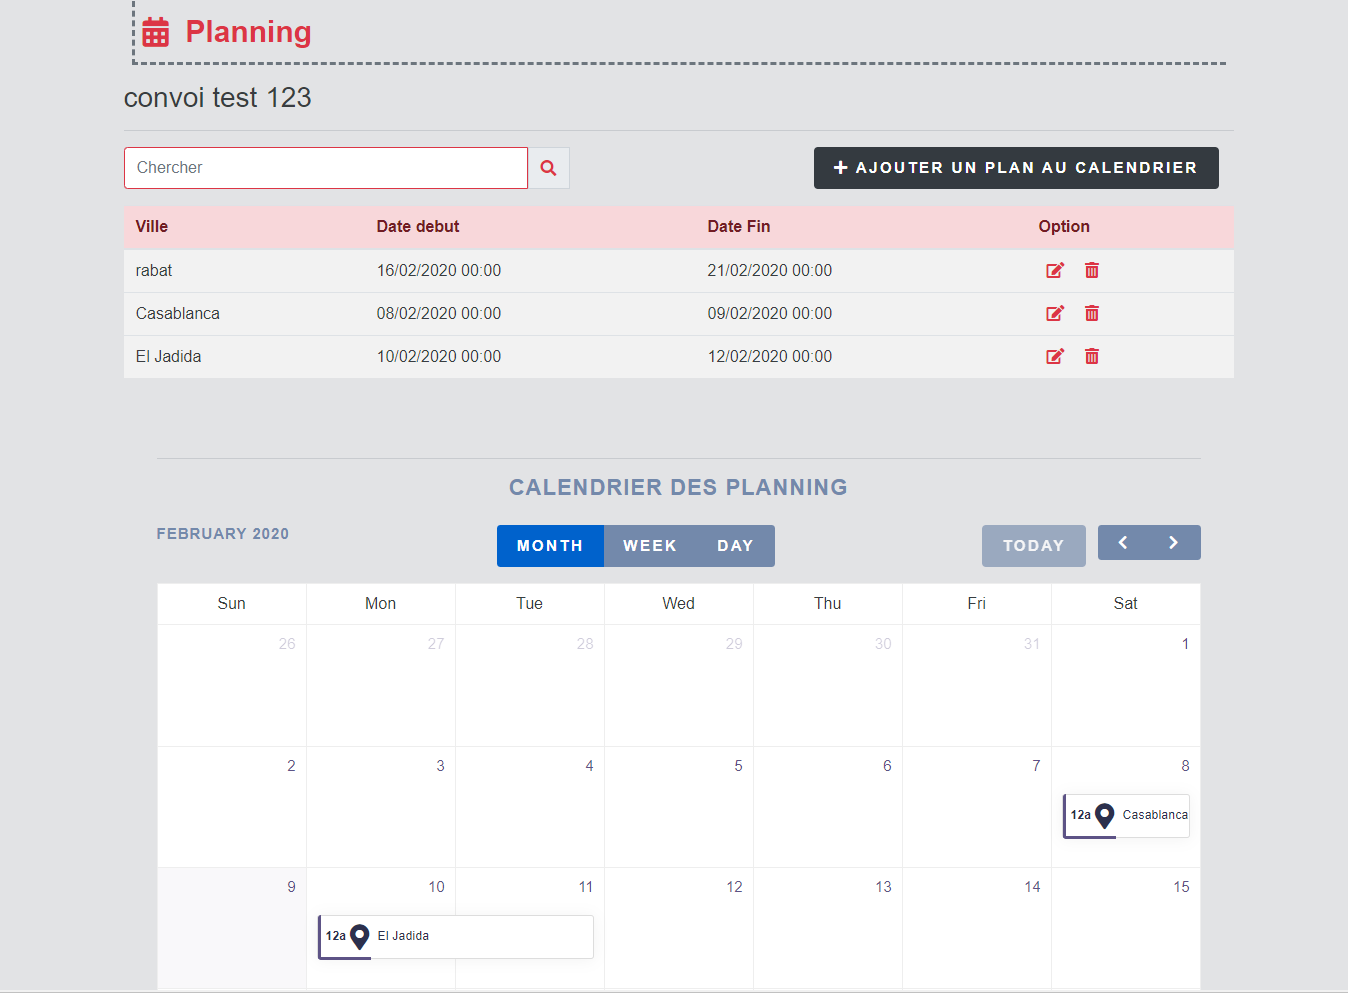 Planning
convoi test 123
Chercher
AJOUTER UN PLAN AU CALENDRIER
Ville Date debut Date Fin Option
rabat 16/02/2020 00:00 21/02/2020 00:00
Casablanca 08/02/2020 00:00 09/02/2020 00:00
El Jadida 10/02/2020 00:00 12/02/2020 00:00
CALENDRIER DES PLANNING
FEBRUARY 2020 MONTH WEEK DAY TODAY
Sun Mon Tue Wed Thu Fri Sat
26 27 28 29 30 31 1
2 3 4 5 6 7 8
12a Casablanca
9 10 11 12 13 14 15
12a El Jadida